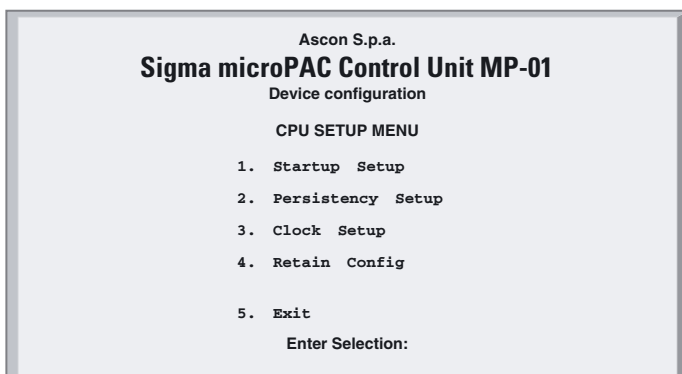 Ascon S.p.a.
Sigma microPAC Control Unit MP-01
Device configuration
CPU SETUP MENU
1. Startup Setup
2. Persistency Setup
3. Clock Setup
4. Retain Config
5. Exit
Enter Selection: